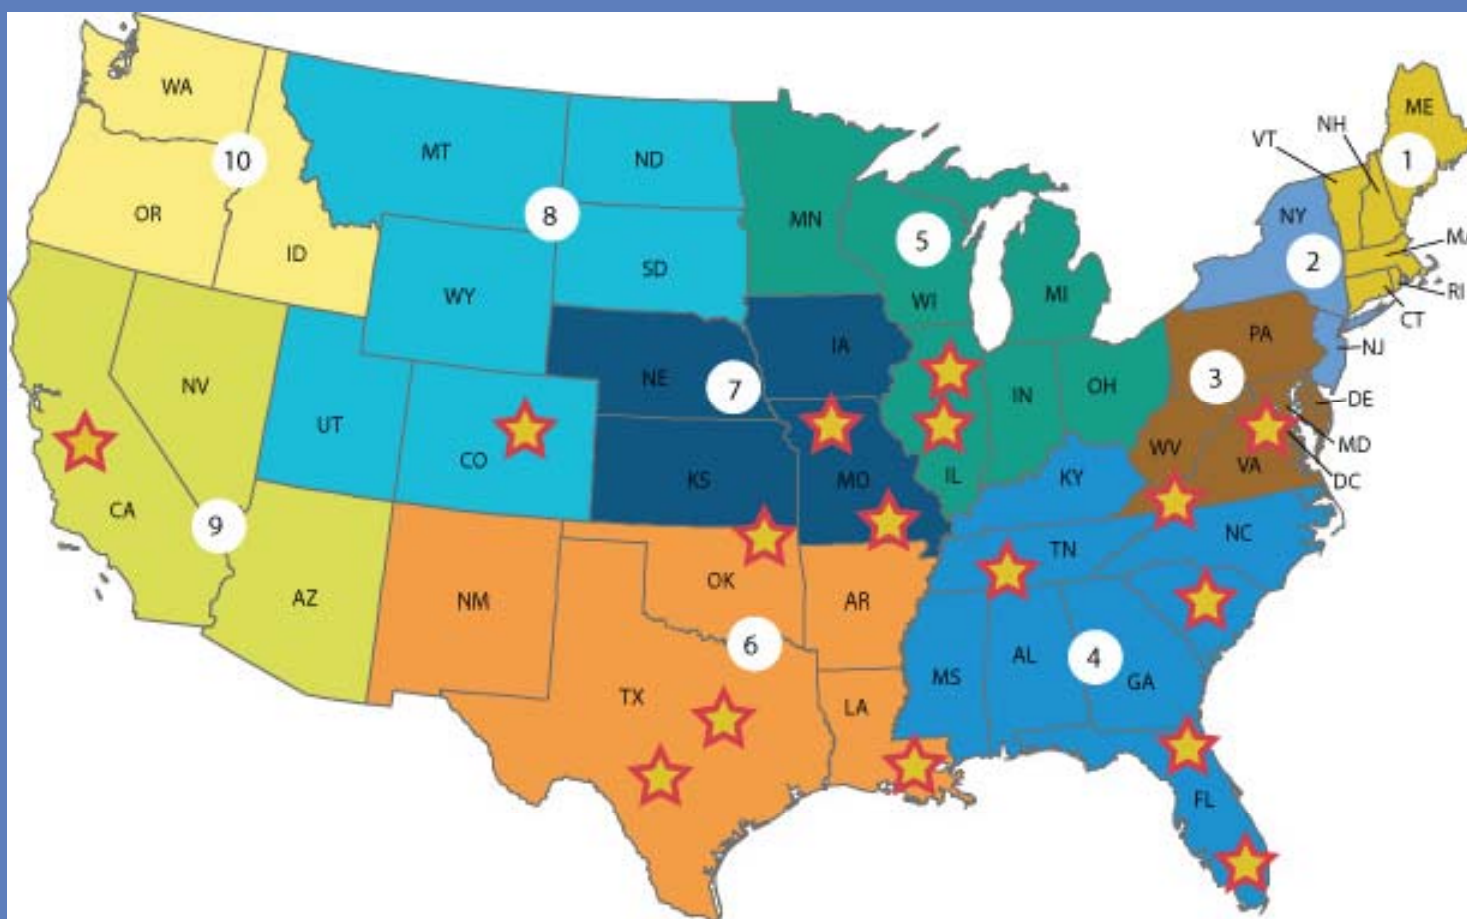 WA
ME
NH
VT
10
MT
ND
1
OR
8
MN
NY
5
MA
ID
SD
2
WY
WI
MI
RI
CT
IA
PA
NJ
NV
NE
7
IN
OH
3
DE
UT
CO
MD
KS
MO
IL
KY
WV
VA
DC
CA
9
TN
NC
AZ
NM
OK
AR
6
AL
4
MS
GA
TX
LA
FL